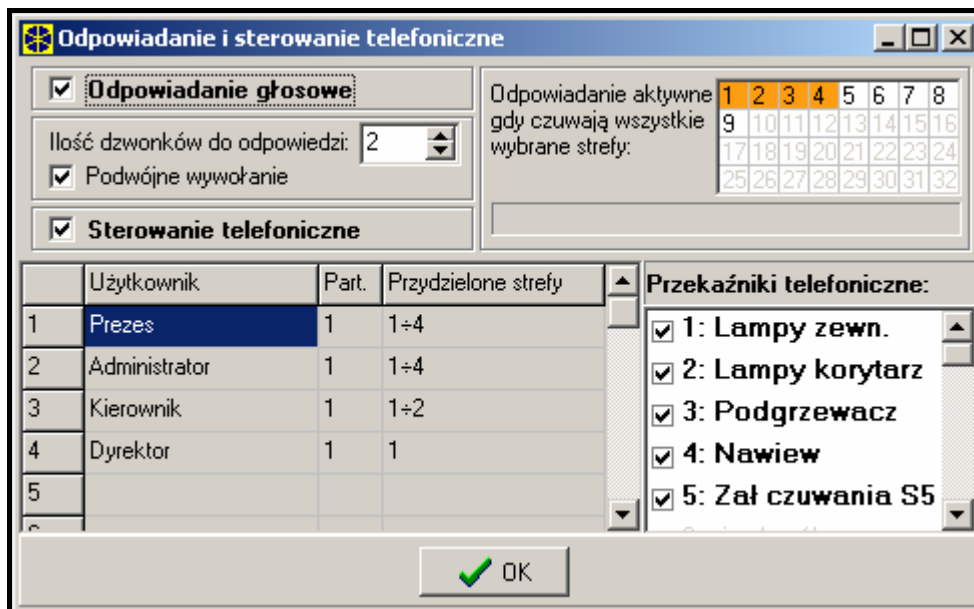 Odpowiadanie i sterowanie telefoniczne
Odpowiadanie głosowe
Ilość dzwonków do odpowiedzi: 2
Podwójne wywołanie
Sterowanie telefoniczne
Odpowiadanie aktywne
gdy czuwają wszystkie
wybrane strefy:
1 2 3 4 5 6 7 8
9 10 11 12 13 14 15 16
17 18 19 20 21 22 23 24
25 26 27 28 29 30 31 32
Użytkownik Part. Przydzielone strefy
1 Prezes 1 1÷4
2 Administrator 1 1÷4
3 Kierownik 1 1÷2
4 Dyrektor 1 1
5
Przekaźniki telefoniczne:
1: Lampy zewn.
2: Lampy korytarz
3: Podgrzewacz
4: Nawiew
5: Zał czuwania S5
OK